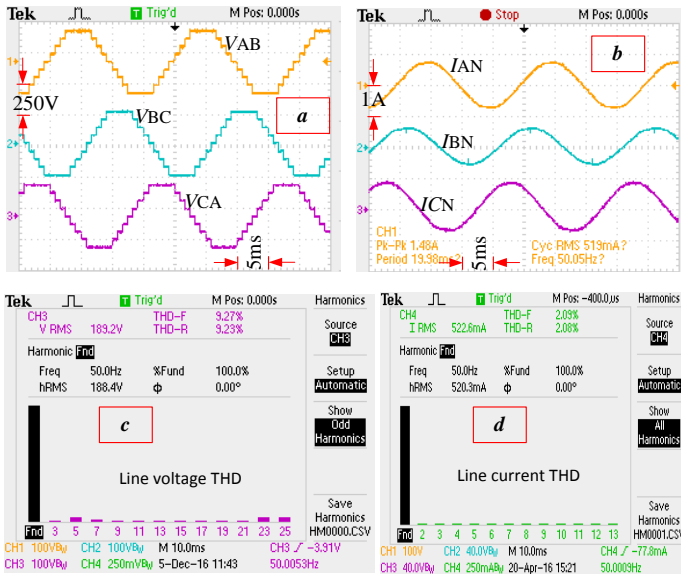 Tek Trig'd M Pos: 0.000s
VAB
1
250V
VBC
a
2
VCA
3
5ms
Tek Stop M Pos: 0.000s
b
IAN
1
1A
IBN
2
ICN
3
CH1
Pk-Pk 1.48A Cyc RMS 519mA?
Period 19.98ms? 5ms Freq 50.05Hz?
Tek T Trig'd M Pos: 0.000s Harmonics
CH3 THD-F 9.27%
V RMS 189.2V THD-R 9.23%
Source
CH3
Harmonic Fnd
Freq 50.0Hz %Fund 100.0%
hRMS 188.4V ϕ 0.00°
Setup
Automatic
c
Show
Odd
Harmonics
Line voltage THD
Save
Harmonics
HM0000.CSV
Fnd 3 5 7 9 11 13 15 17 19 21 23 25
CH1 100VBW CH2 100VBW M 10.0ms CH3 ∫ -3.91V
CH3 100VBW CH4 250mVBW 5-Dec-16 11:43 50.0053Hz
Tek T Trig'd M Pos: -400.0µs Harmonics
CH4 THD-F 2.09%
I RMS 522.6mA THD-R 2.08%
Source
CH4
Harmonic Fnd
Freq 50.0Hz %Fund 100.0%
hRMS 520.3mA ϕ 0.00°
Setup
Automatic
d
Show
All
Harmonics
Line current THD
Save
Harmonics
HM0001.CSV
Fnd 2 3 4 5 6 7 8 9 10 11 12 13
CH1 100V CH2 40.0VBW M 10.0ms CH4 ∫ -77.8mA
CH3 40.0VBW CH4 250mABW 20-Apr-16 15:21 50.0009Hz